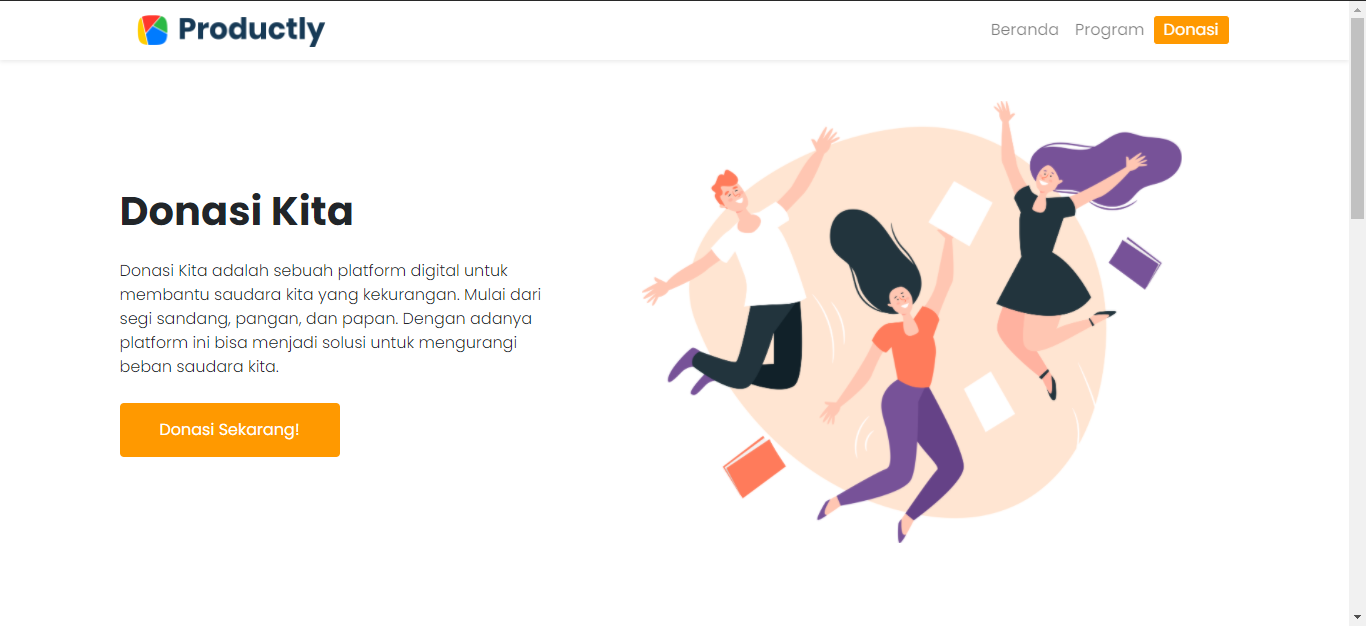 Productly
Beranda Program Donasi
Donasi Kita
Donasi Kita adalah sebuah platform digital untuk
membantu saudara kita yang kekurangan. Mulai dari
segi sandang, pangan, dan papan. Dengan adanya
platform ini bisa menjadi solusi untuk mengurangi
beban saudara kita.
Donasi Sekarang!